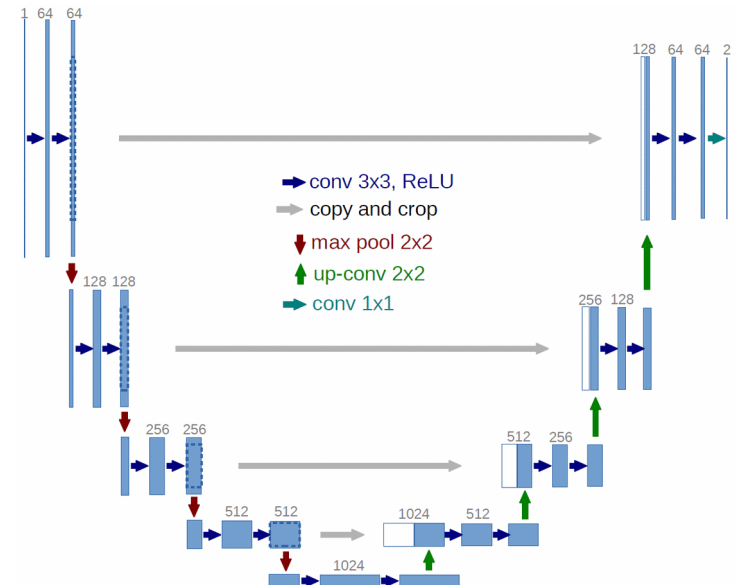 1 64 64
128 64 64 2
conv 3x3, ReLU
copy and crop
max pool 2x2
up-conv 2x2
conv 1x1
128 128
256 128
256 256
512 256
512 512
1024 512
1024